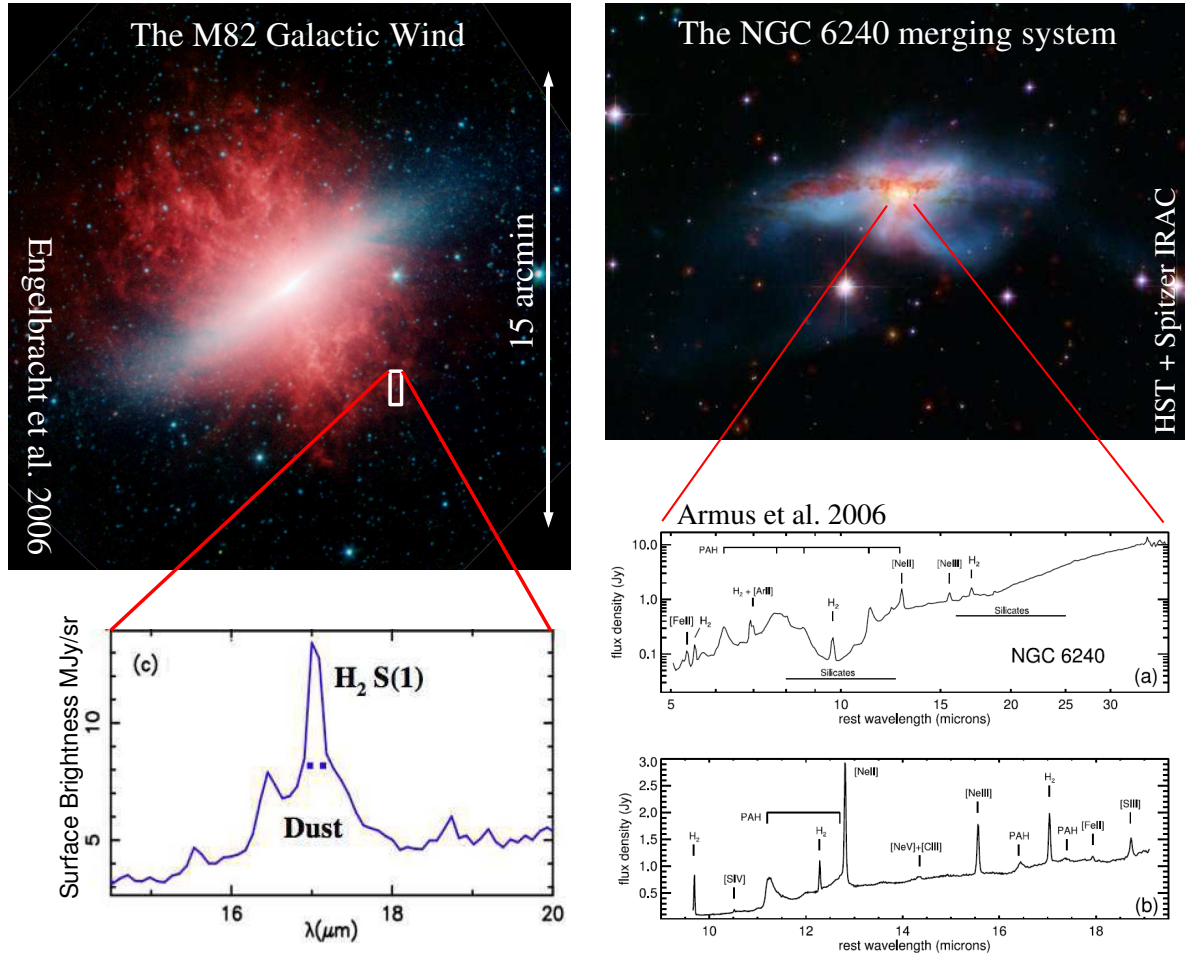 The M82 Galactic Wind
Engelbracht et al. 2006
15 arcmin
The NGC 6240 merging system
HST + Spitzer IRAC
Armus et al. 2006
(c)
H₂ S(1)
Dust
Surface Brightness MJy/sr
10
5
16
18
20
λ(μm)
PAH
[NeII]
[NeIII]
H₂
H₂ + [ArII]
H₂
[FeII]
H₂
Silicates
Silicates
NGC 6240
(a)
flux density (Jy)
10.0
1.0
0.1
5
10
15
20
25
30
rest wavelength (microns)
[NeII]
H₂
[NeIII]
[SIII]
PAH
H₂
H₂
[SIV]
[NeV]+[ClII]
PAH
PAH
[FeII]
(b)
flux density (Jy)
3.0
2.5
2.0
1.5
1.0
0.5
10
12
14
16
18
rest wavelength (microns)